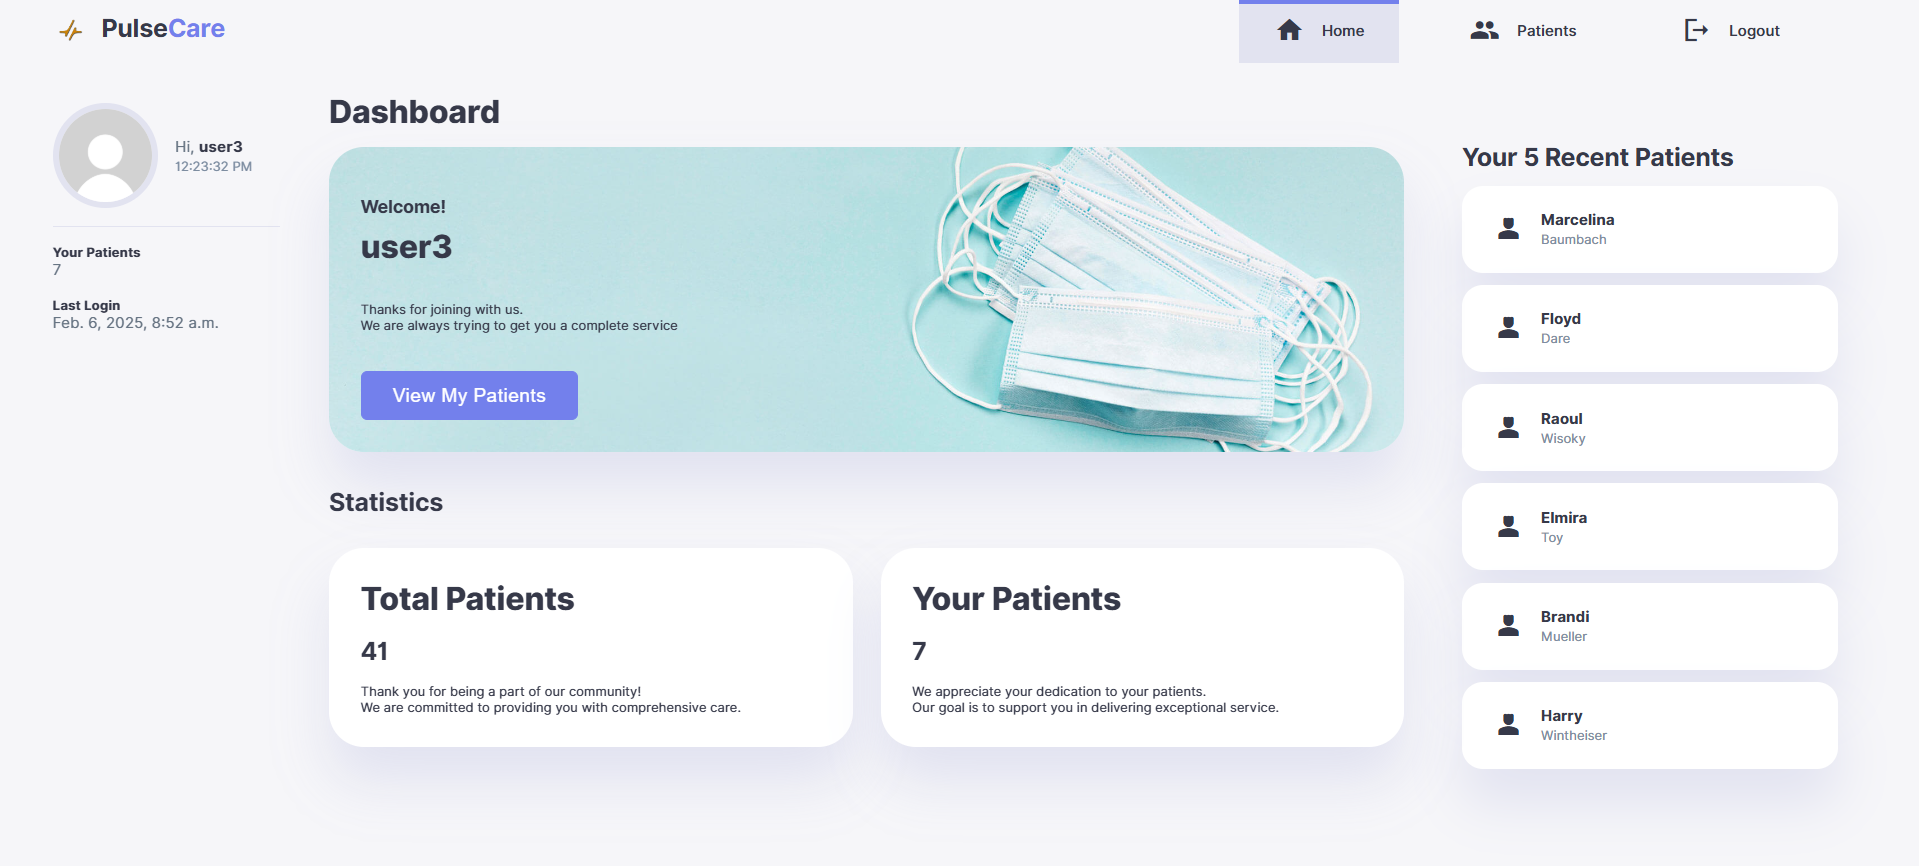 PulseCare
Home
Patients
Logout
Hi, user3
12:23:32 PM
Your Patients
7
Last Login
Feb. 6, 2025, 8:52 a.m.
Dashboard
Welcome!
user3
Thanks for joining with us.
We are always trying to get you a complete service
View My Patients
Statistics
Total Patients
41
Thank you for being a part of our community!
We are committed to providing you with comprehensive care.
Your Patients
7
We appreciate your dedication to your patients.
Our goal is to support you in delivering exceptional service.
Your 5 Recent Patients
Marcelina
Baumbach
Floyd
Dare
Raoul
Wisoky
Elmira
Toy
Brandi
Mueller
Harry
Wintheiser